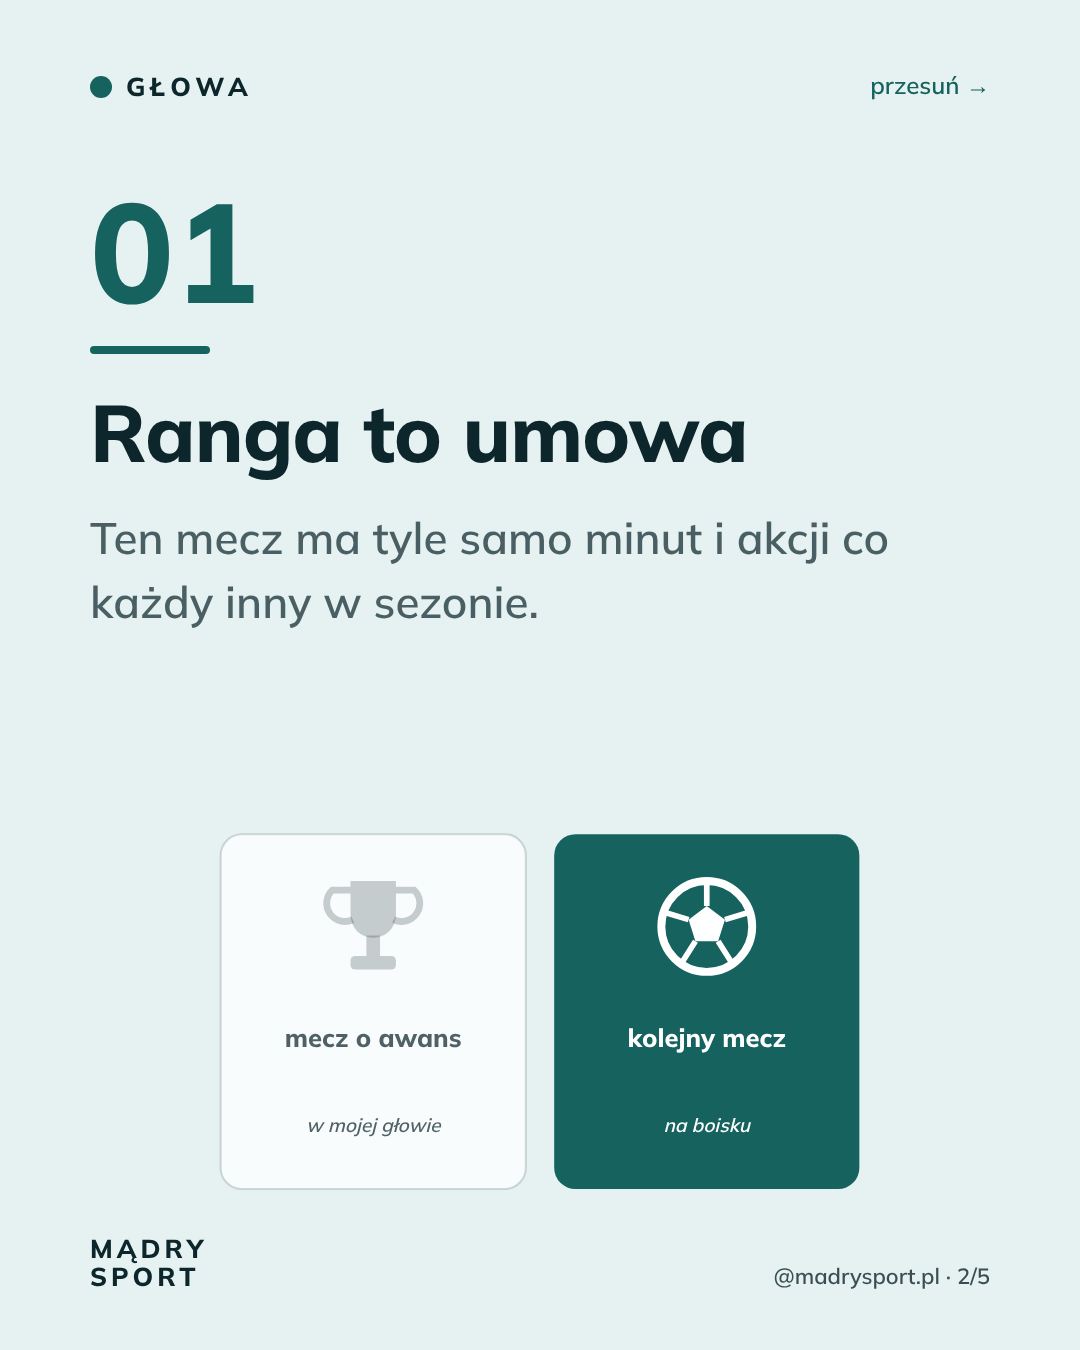 GŁOWA
przesuń →
01
Ranga to umowa
Ten mecz ma tyle samo minut i akcji co
każdy inny w sezonie.
mecz o awans
w mojej głowie
kolejny mecz
na boisku
MĄDRY
SPORT
@madrysport.pl · 2/5